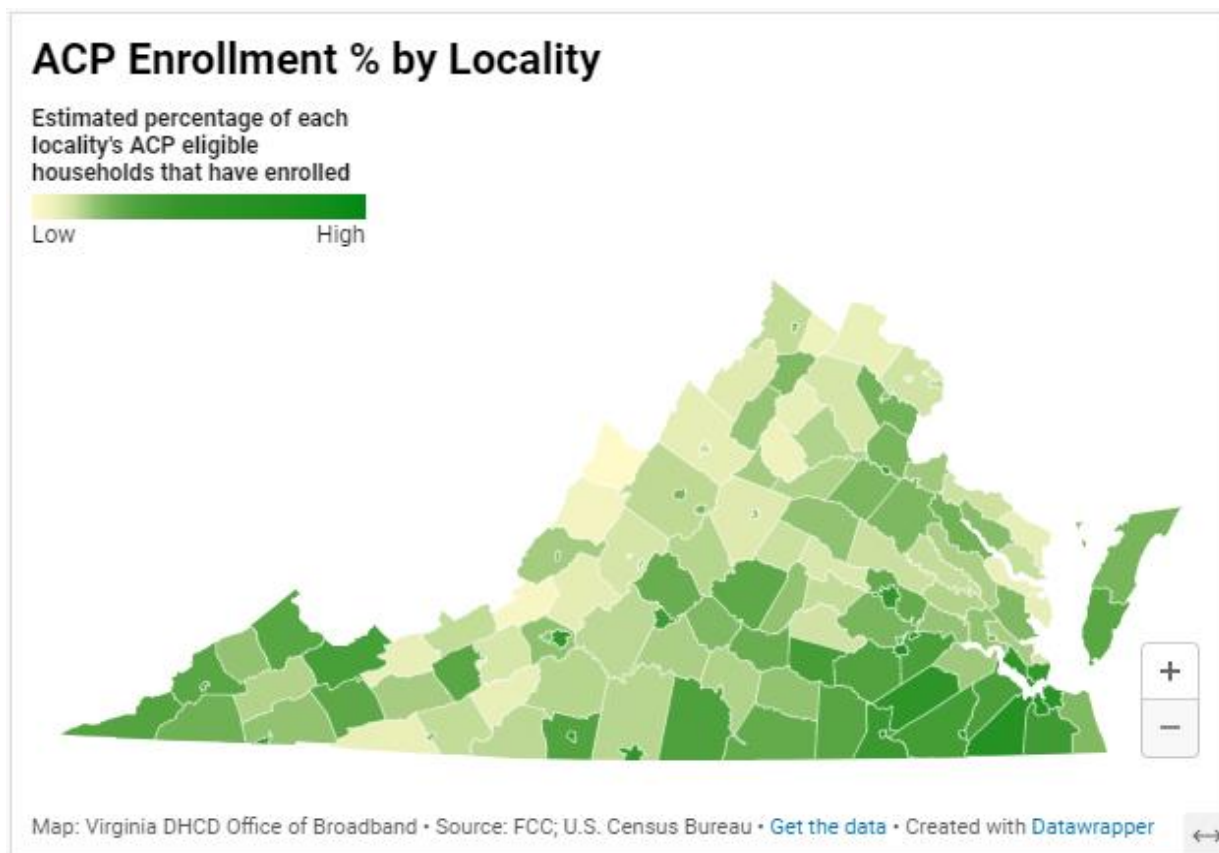 ACP Enrollment % by Locality
Estimated percentage of each
locality's ACP eligible
households that have enrolled
Low High
+
−
Map: Virginia DHCD Office of Broadband • Source: FCC; U.S. Census Bureau • Get the data • Created with Datawrapper